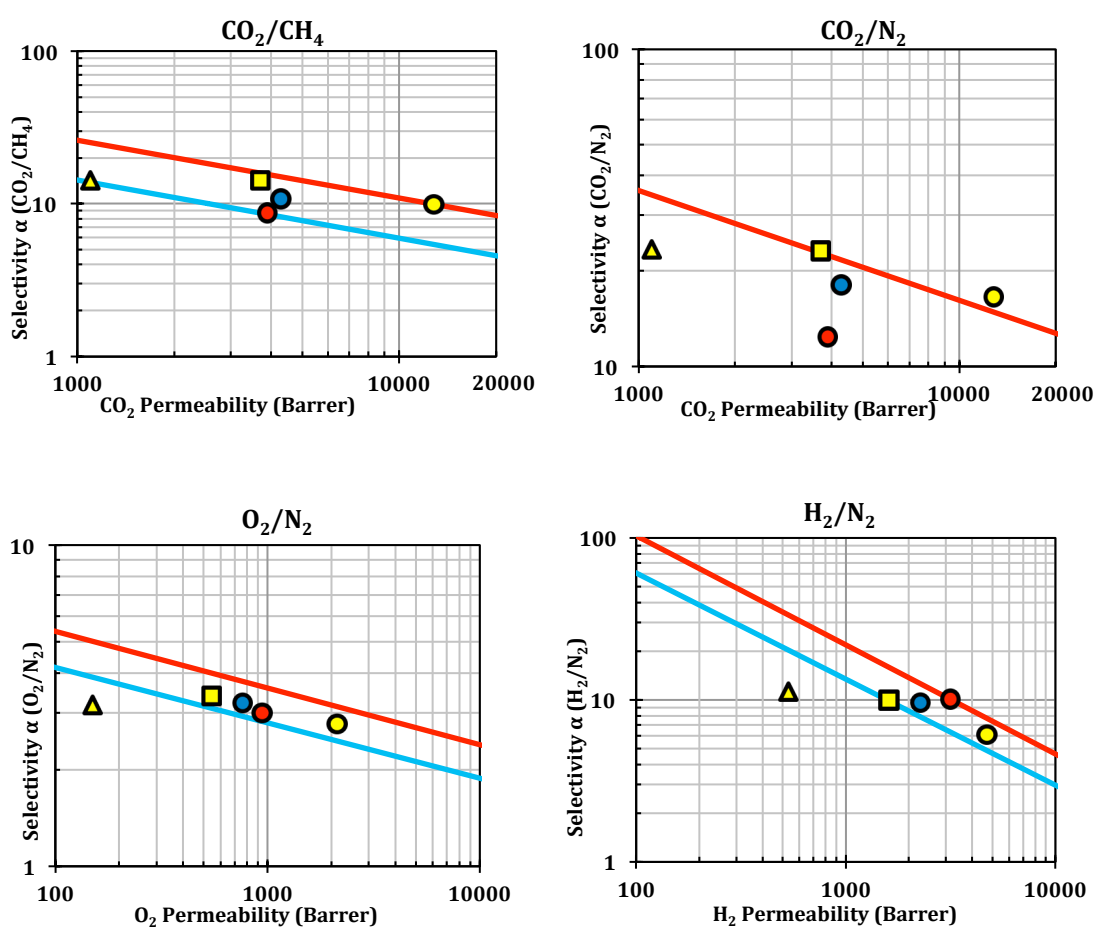 CO₂/CH₄
100
10
1
Selectivity α (CO₂/CH₄)
1000
10000
20000
CO₂ Permeability (Barrer)
CO₂/N₂
100
10
Selectivity α (CO₂/N₂)
1000
10000
20000
CO₂ Permeability (Barrer)
O₂/N₂
10
1
Selectivity α (O₂/N₂)
100
1000
10000
O₂ Permeability (Barrer)
H₂/N₂
100
10
1
Selectivity α (H₂/N₂)
100
1000
10000
H₂ Permeability (Barrer)